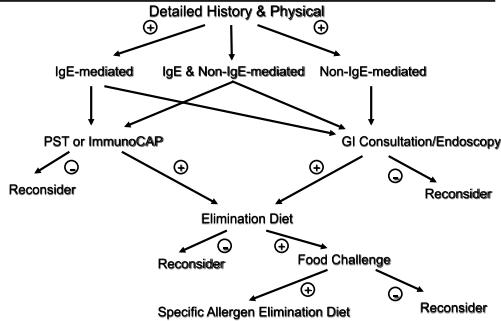 Detailed History & Physical
+ +
IgE-mediated IgE & Non-IgE-mediated Non-IgE-mediated
PST or ImmunoCAP GI Consultation/Endoscopy
- + + -
Reconsider Reconsider
Elimination Diet
- +
Reconsider Food Challenge
+ -
Specific Allergen Elimination Diet Reconsider